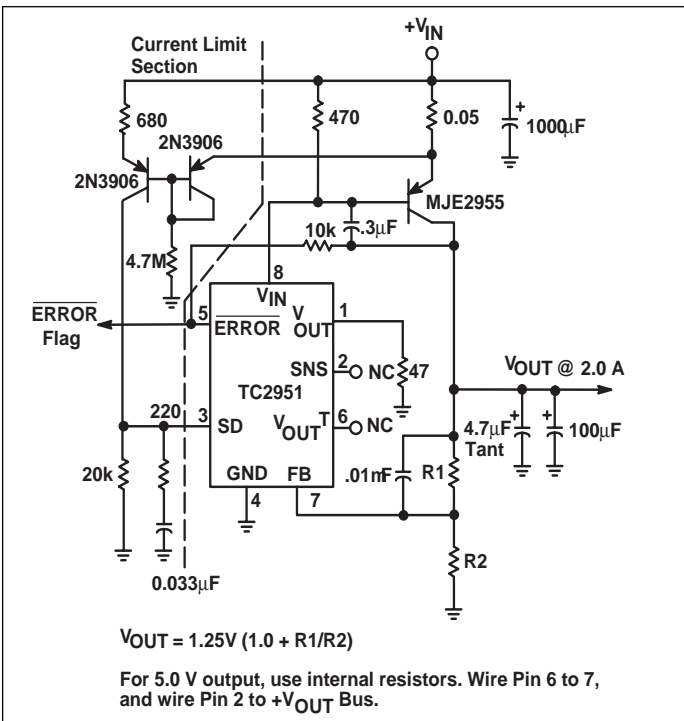 +VIN
Current Limit
Section
680
470
0.05
+
1000µF
2N3906
2N3906
MJE2955
.3µF
10k
4.7M
8
VIN
ERROR
Flag
5
ERROR
V OUT
1
SNS
2
NC
47
TC2951
VOUT @ 2.0 A
220
3
SD
VOUT T
6
NC
4.7µF
Tant
+
+
100µF
20k
GND
FB
.01mF
R1
4
7
0.033µF
R2
VOUT = 1.25V (1.0 + R1/R2)
For 5.0 V output, use internal resistors. Wire Pin 6 to 7,
and wire Pin 2 to +VOUT Bus.